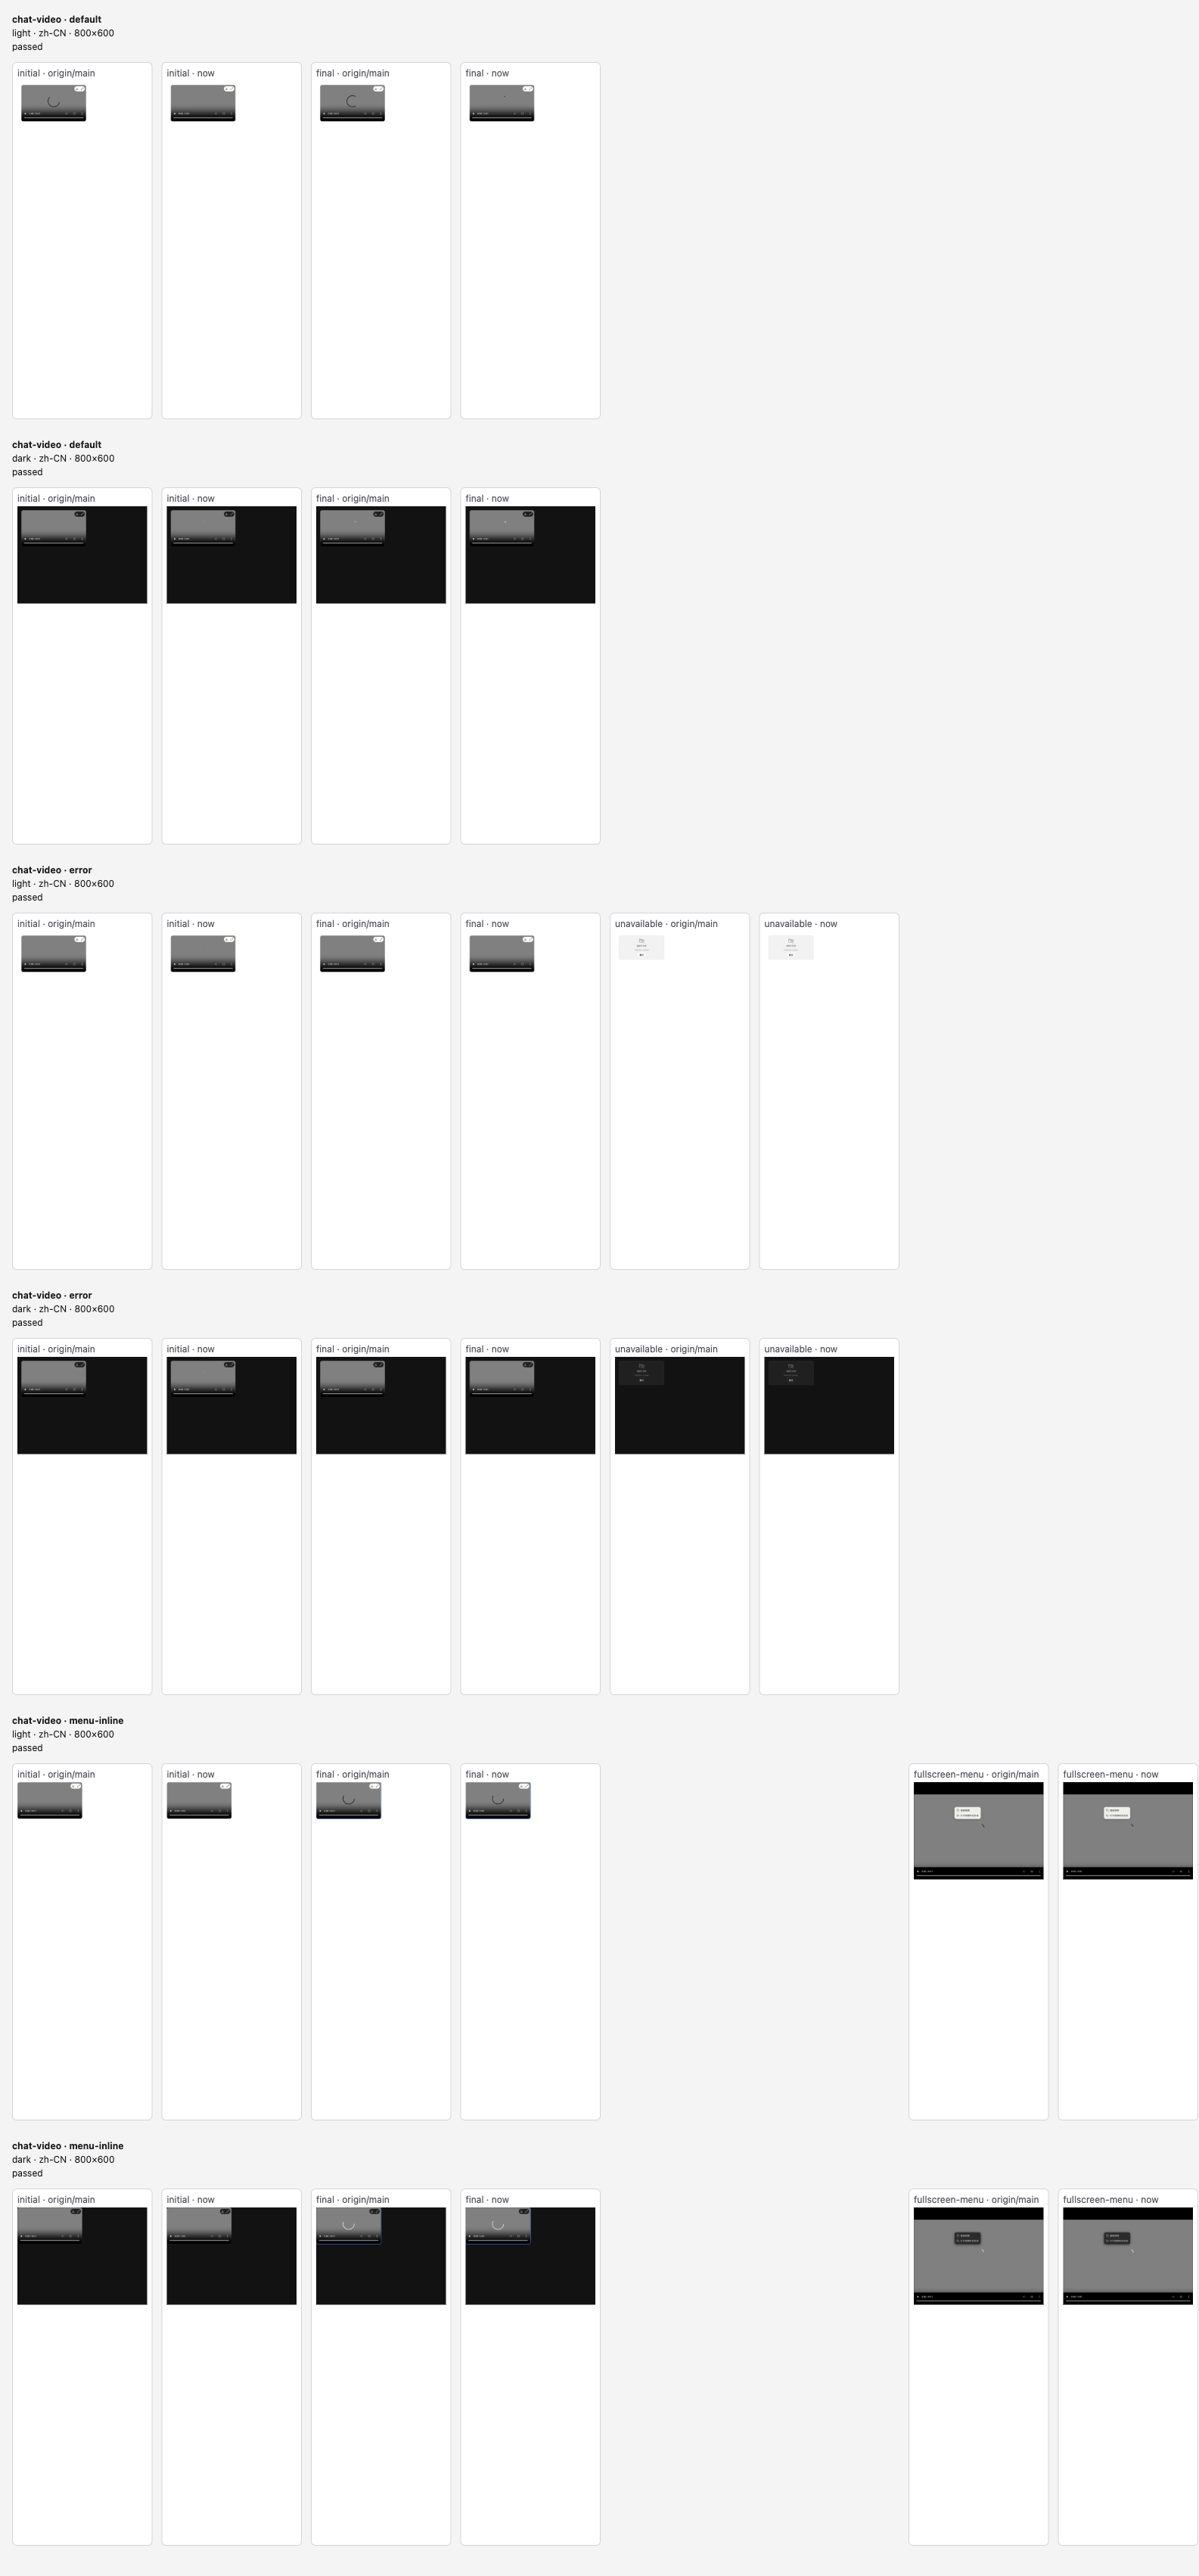 chat-video · default
light · zh-CN · 800×600
passed
initial · origin/main
initial · now
final · origin/main
final · now
chat-video · default
dark · zh-CN · 800×600
passed
initial · origin/main
initial · now
final · origin/main
final · now
chat-video · error
light · zh-CN · 800×600
passed
initial · origin/main
initial · now
final · origin/main
final · now
unavailable · origin/main
unavailable · now
chat-video · error
dark · zh-CN · 800×600
passed
initial · origin/main
initial · now
final · origin/main
final · now
unavailable · origin/main
unavailable · now
chat-video · menu-inline
light · zh-CN · 800×600
passed
initial · origin/main
initial · now
final · origin/main
final · now
fullscreen-menu · origin/main
fullscreen-menu · now
chat-video · menu-inline
dark · zh-CN · 800×600
passed
initial · origin/main
initial · now
final · origin/main
final · now
fullscreen-menu · origin/main
fullscreen-menu · now